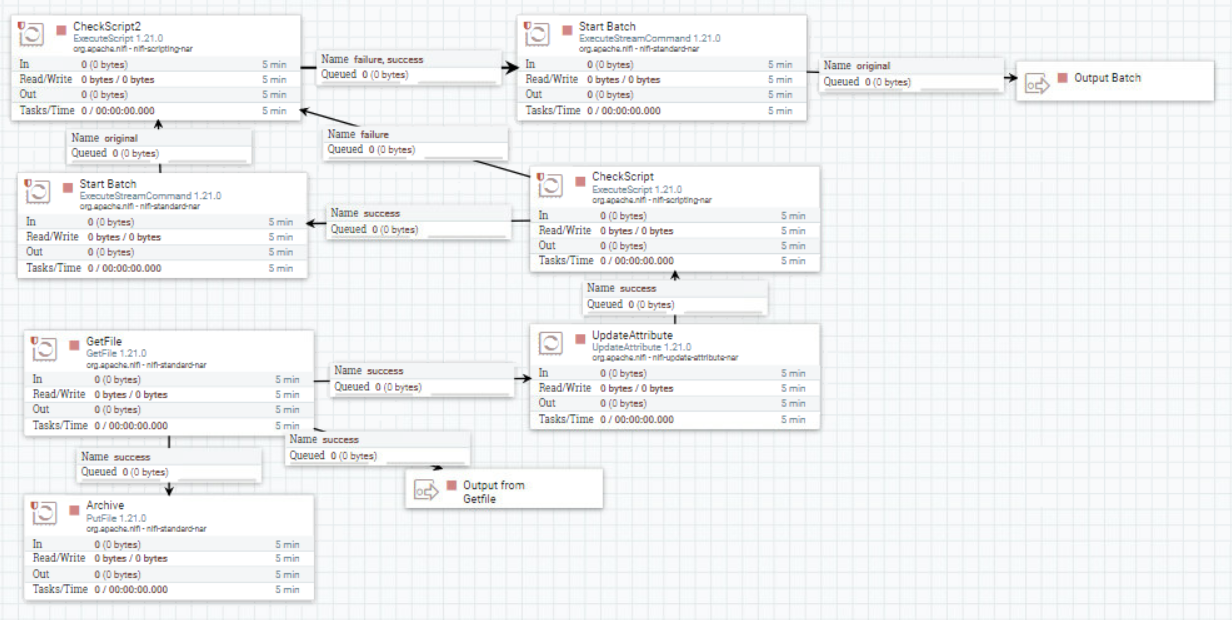 CheckScript2
ExecuteScript 1.21.0
org.apache.nifi - nifi-scripting-nar
In 0 (0 bytes) 5 min
Read/Write 0 bytes / 0 bytes 5 min
Out 0 (0 bytes) 5 min
Tasks/Time 0 / 00:00:00.000 5 min
Name failure, success
Queued 0 (0 bytes)
Start Batch
ExecuteStreamCommand 1.21.0
org.apache.nifi - nifi-standard-nar
In 0 (0 bytes) 5 min
Read/Write 0 bytes / 0 bytes 5 min
Out 0 (0 bytes) 5 min
Tasks/Time 0 / 00:00:00.000 5 min
Name original
Queued 0 (0 bytes)
Output Batch
Name original
Queued 0 (0 bytes)
Name failure
Queued 0 (0 bytes)
Start Batch
ExecuteStreamCommand 1.21.0
org.apache.nifi - nifi-standard-nar
In 0 (0 bytes) 5 min
Read/Write 0 bytes / 0 bytes 5 min
Out 0 (0 bytes) 5 min
Tasks/Time 0 / 00:00:00.000 5 min
Name success
Queued 0 (0 bytes)
CheckScript
ExecuteScript 1.21.0
org.apache.nifi - nifi-scripting-nar
In 0 (0 bytes) 5 min
Read/Write 0 bytes / 0 bytes 5 min
Out 0 (0 bytes) 5 min
Tasks/Time 0 / 00:00:00.000 5 min
Name success
Queued 0 (0 bytes)
GetFile
GetFile 1.21.0
org.apache.nifi - nifi-standard-nar
In 0 (0 bytes) 5 min
Read/Write 0 bytes / 0 bytes 5 min
Out 0 (0 bytes) 5 min
Tasks/Time 0 / 00:00:00.000 5 min
Name success
Queued 0 (0 bytes)
UpdateAttribute
UpdateAttribute 1.21.0
org.apache.nifi - nifi-update-attribute-nar
In 0 (0 bytes) 5 min
Read/Write 0 bytes / 0 bytes 5 min
Out 0 (0 bytes) 5 min
Tasks/Time 0 / 00:00:00.000 5 min
Name success
Queued 0 (0 bytes)
Name success
Queued 0 (0 bytes)
Output from
Getfile
Archive
PutFile 1.21.0
org.apache.nifi - nifi-standard-nar
In 0 (0 bytes) 5 min
Read/Write 0 bytes / 0 bytes 5 min
Out 0 (0 bytes) 5 min
Tasks/Time 0 / 00:00:00.000 5 min